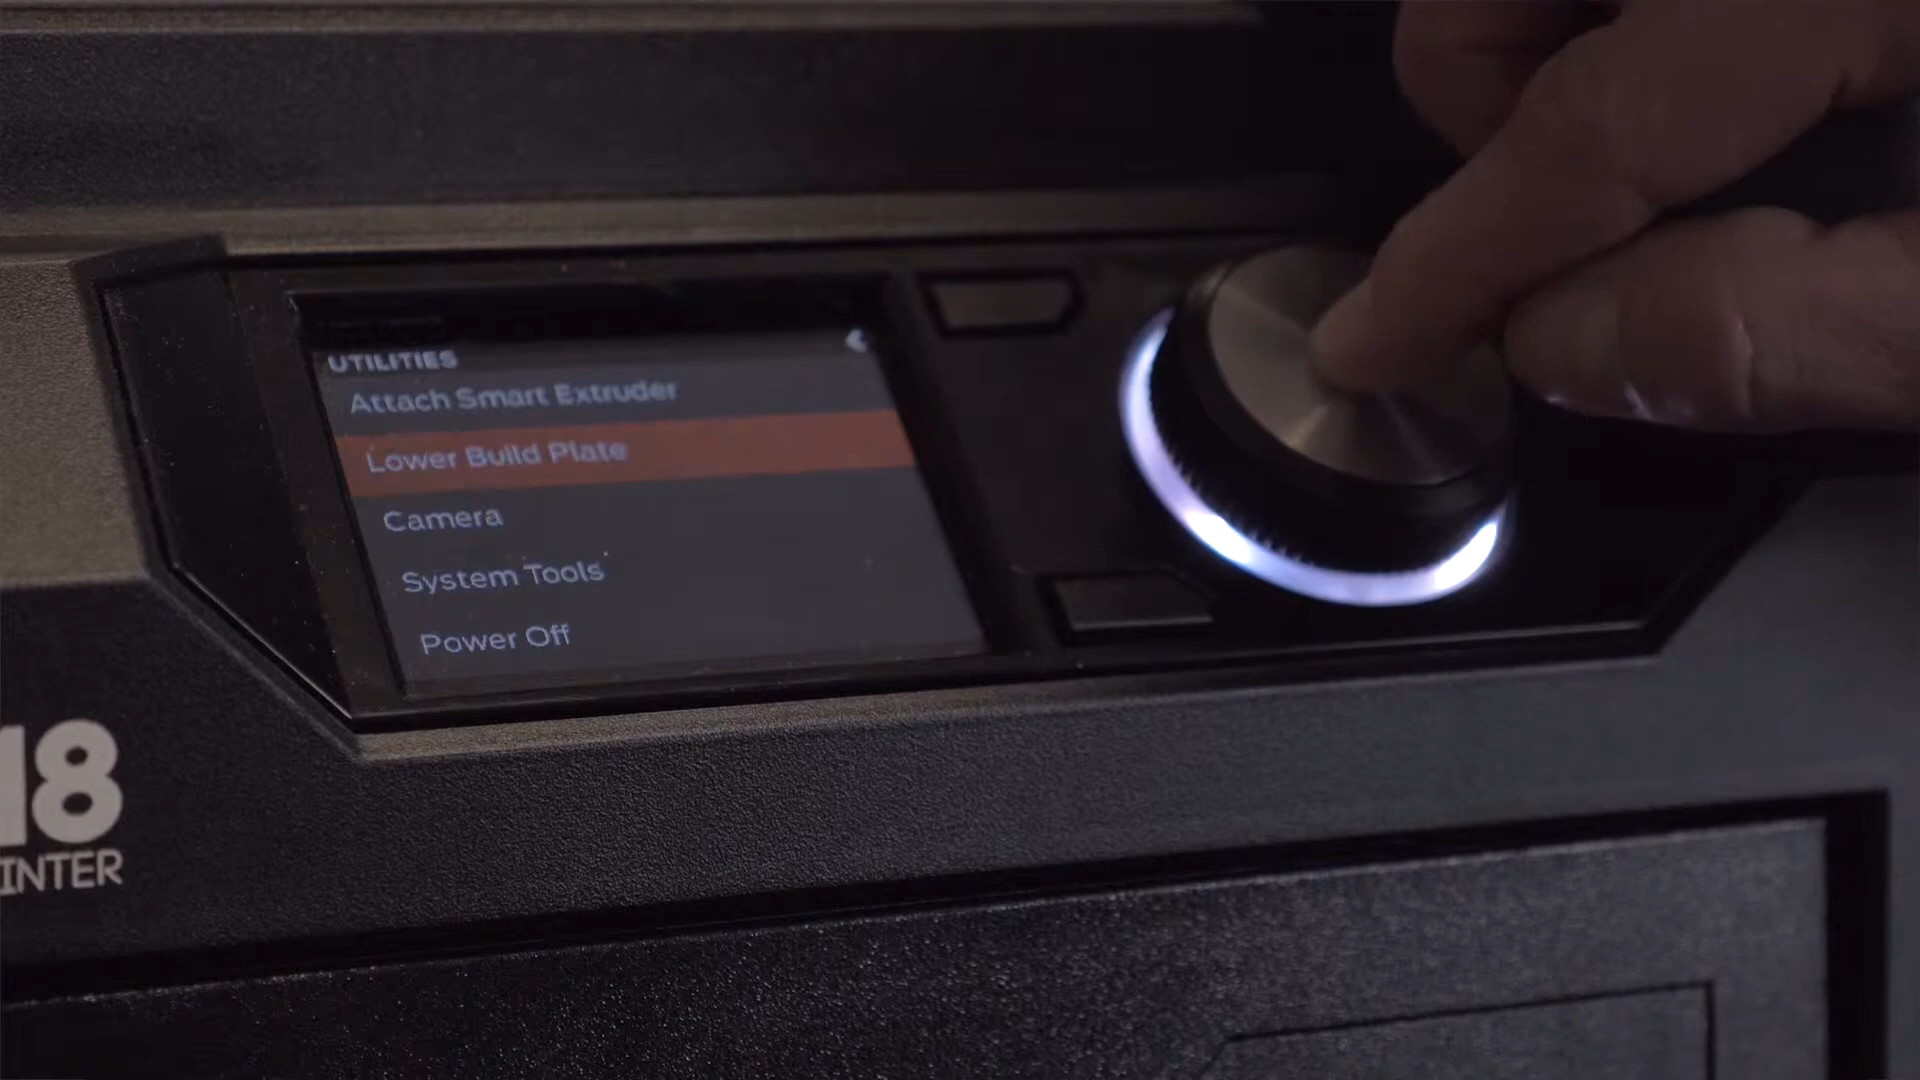 UTILITIES
Attach Smart Extruder
Lower Build Plate
Camera
System Tools
Power Off
18
INTER